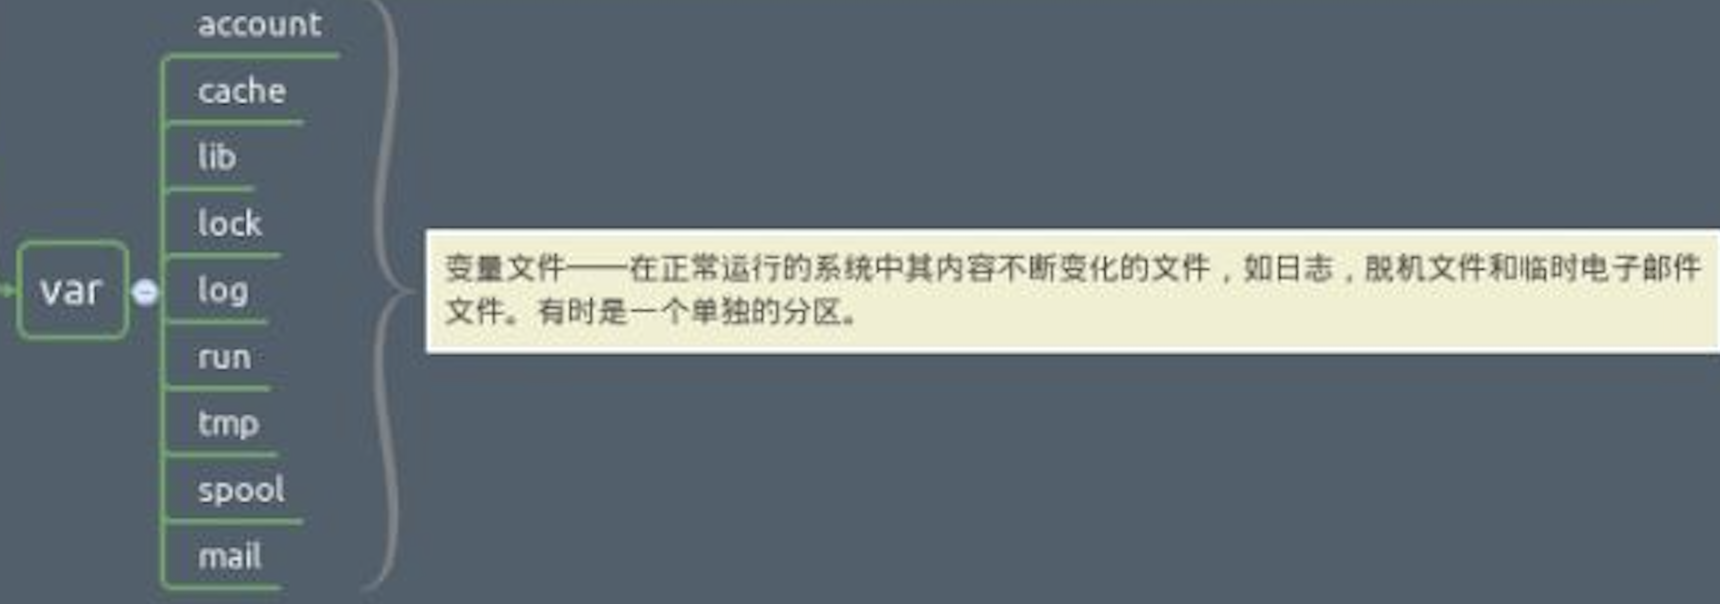 account
cache
lib
lock
var
log
run
tmp
spool
mail
变量文件——在正常运行的系统中其内容不断变化的文件，如日志，脱机文件和临时电子邮件
文件。有时是一个单独的分区。